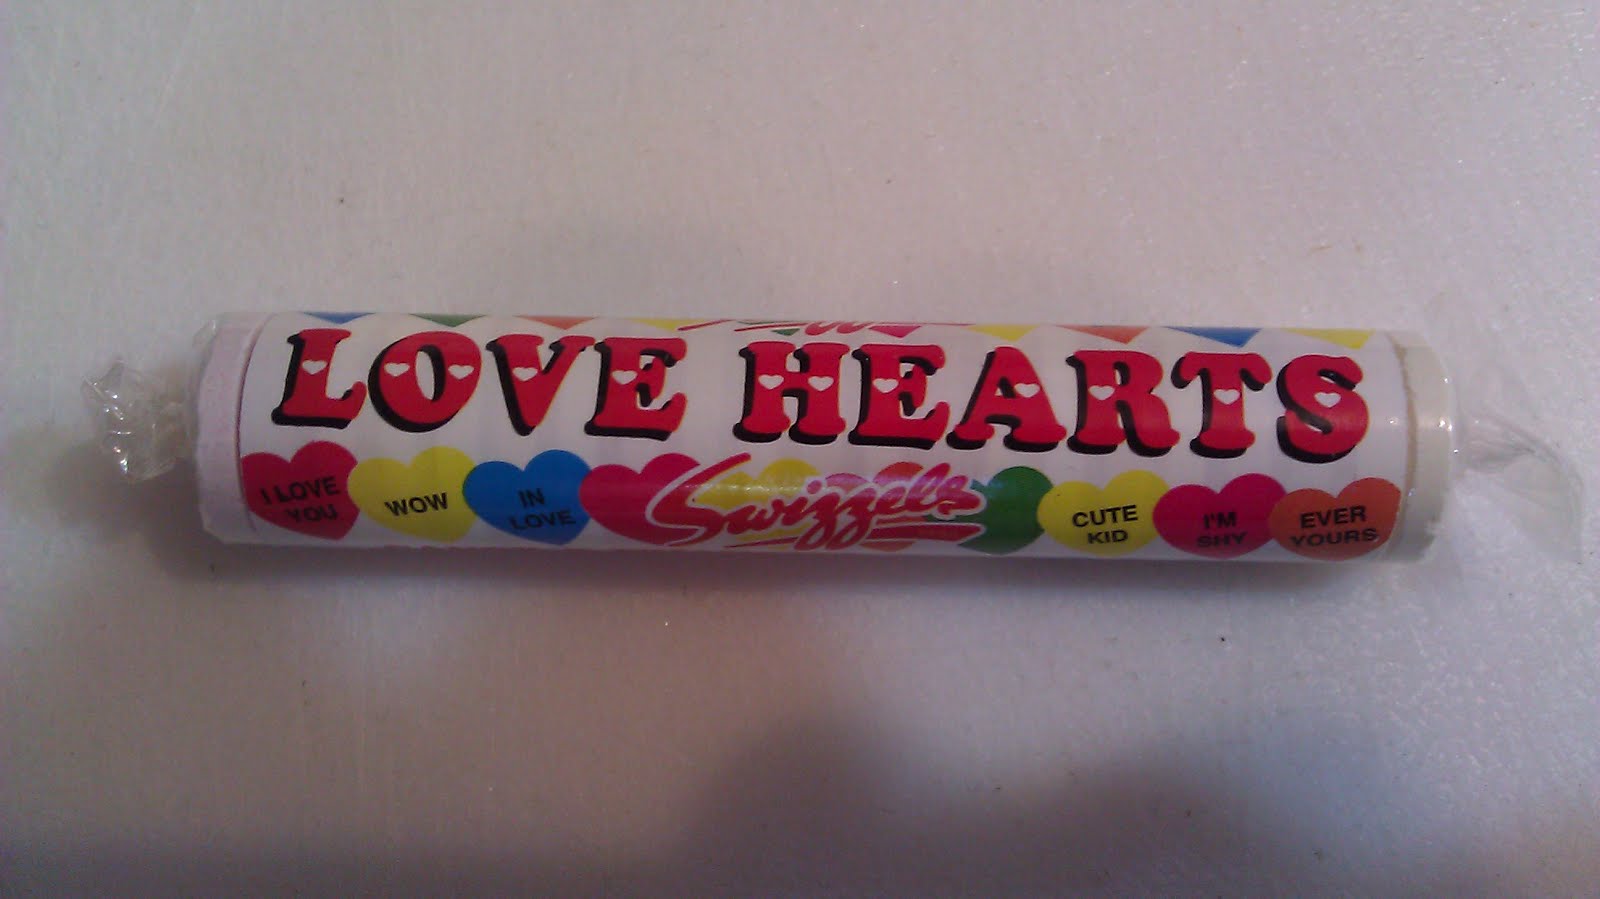 LOVE HEARTS
I LOVE
YOU
WOW
IN
LOVE
Swizzels
CUTE
KID
I'M
SHY
EVER
YOURS